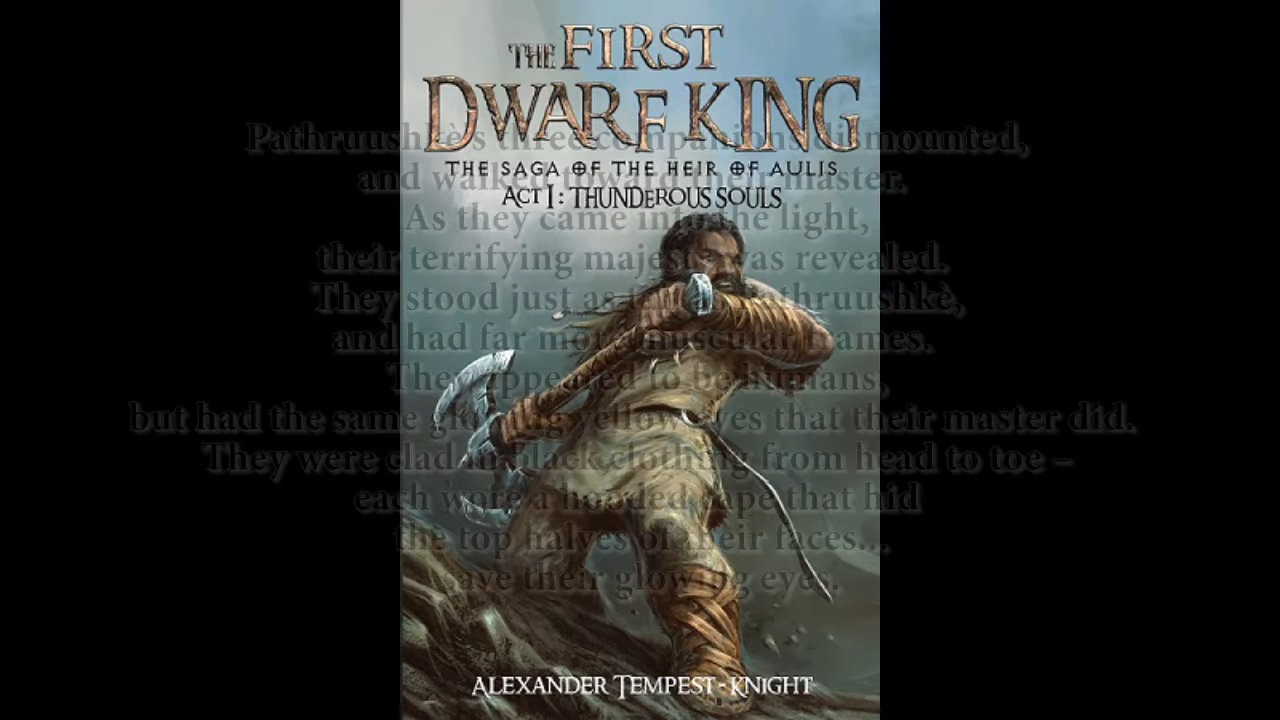 THE FIRST
DWARF KING
THE SAGA OF THE HEIR OF AULIS
ACT I: THUNDEROUS SOULS
Pathruushkè's three companions dismounted,
and walked toward their master.
As they came into the light,
their terrifying majesty was revealed.
They stood just as Pathruushkè,
and had far more muscular frames.
They appeared to be humans,
but had the same glowing yellow eyes that their master did.
They were clad in black clothing from head to toe –
each wore a hooded cape that hid
the top halves of their faces...
save their glowing eyes.
ALEXANDER TEMPEST-KNIGHT